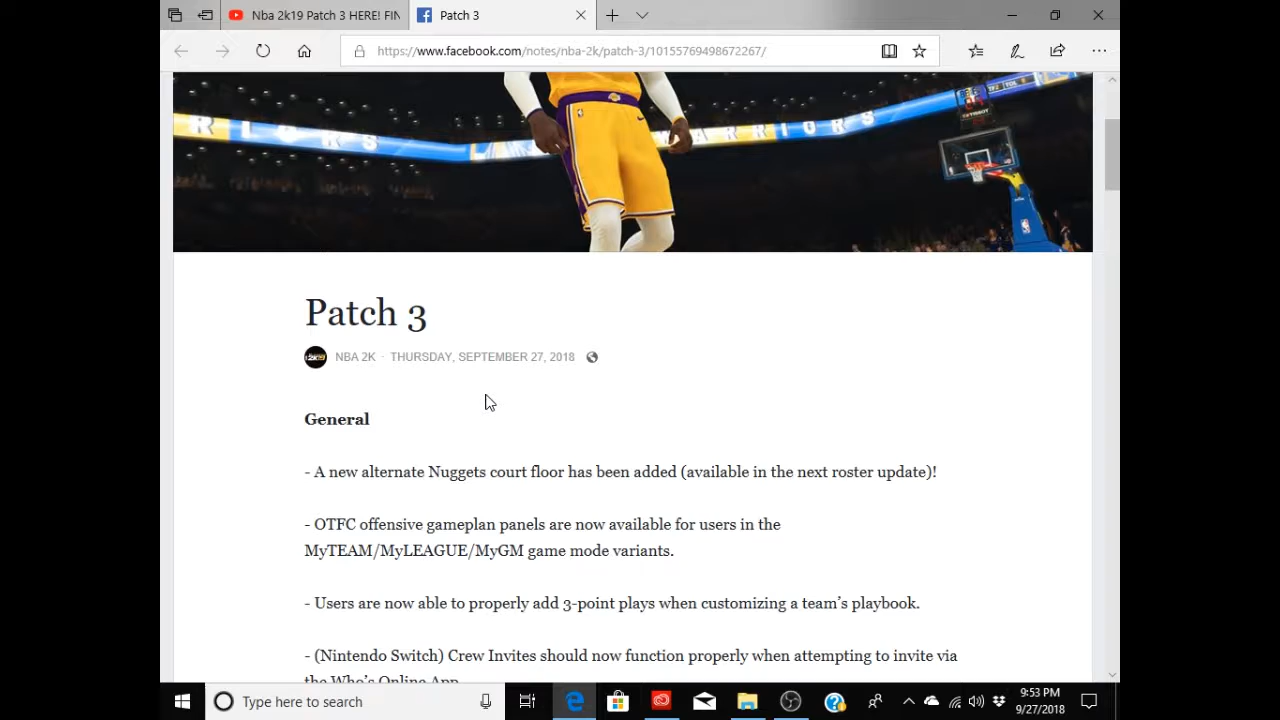 Nba 2k19 Patch 3 HERE! FIN
Patch 3
https://www.facebook.com/notes/nba-2k/patch-3/10155769498672267/
R I O R S
W A R R I O R S
TISSOT
Patch 3
NBA 2K · THURSDAY, SEPTEMBER 27, 2018
General
- A new alternate Nuggets court floor has been added (available in the next roster update)!
- OTFC offensive gameplan panels are now available for users in the
MyTEAM/MyLEAGUE/MyGM game mode variants.
- Users are now able to properly add 3-point plays when customizing a team’s playbook.
- (Nintendo Switch) Crew Invites should now function properly when attempting to invite via
the Who’s Online App.
Type here to search
9:53 PM
9/27/2018